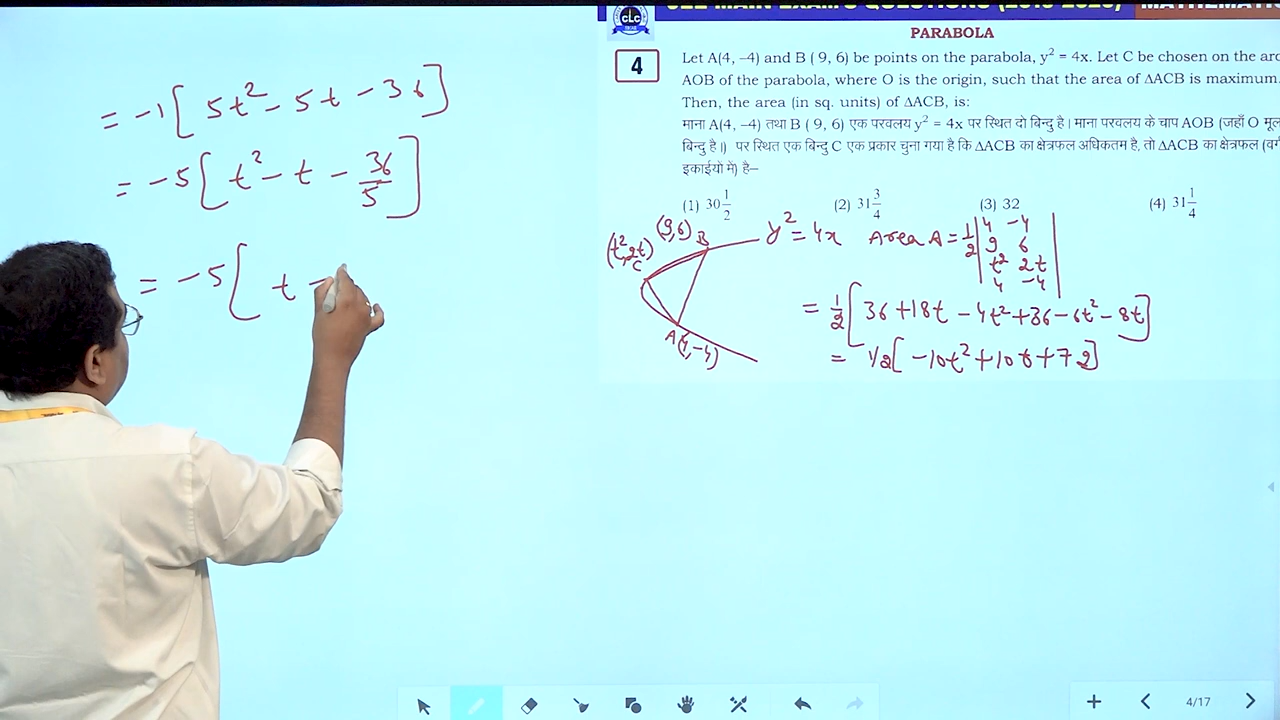 CLC
PARABOLA
4
Let A(4, –4) and B ( 9, 6) be points on the parabola, y² = 4x. Let C be chosen on the arc
AOB of the parabola, where O is the origin, such that the area of ΔACB is maximum.
Then, the area (in sq. units) of ΔACB, is:
माना A(4, –4) तथा B ( 9, 6) एक परवलय y² = 4x पर स्थित दो बिन्दु है। माना परवलय के चाप AOB (जहाँ O मूल
बिन्दु है।) पर स्थित एक बिन्दु C एक प्रकार चुना गया है कि ΔACB का क्षेत्रफल अधिकतम है, तो ΔACB का क्षेत्रफल (वर्ग
इकाईयो में) है–
(1) 30 1/2 (2) 31 3/4 (3) 32 (4) 31 1/4
= -1[5t² - 5t - 36]
= -5[t² - t - 36/5]
= -5[ t -
(t², 2t) C
(9,6) B
A(4,-4)
y² = 4x
Area A = 1/2 | 4 -4
9 6
t² 2t
4 -4 |
= 1/2 [36 + 18t - 4t² + 36 - 6t² - 8t]
= 1/2 [-10t² + 10t + 72]
4/17